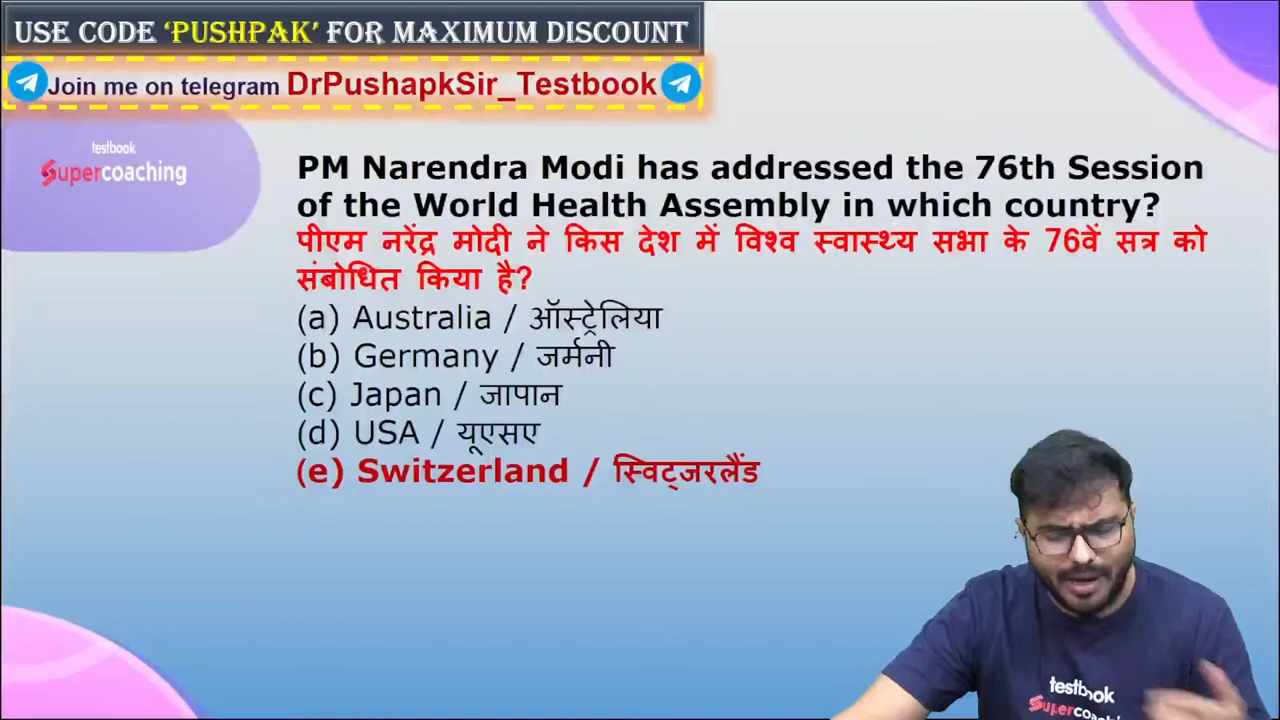 USE CODE ‘PUSHPAK’ FOR MAXIMUM DISCOUNT
Join me on telegram DrPushapkSir_Testbook
testbook
Supercoaching
PM Narendra Modi has addressed the 76th Session
of the World Health Assembly in which country?
पीएम नरेंद्र मोदी ने किस देश में विश्व स्वास्थ्य सभा के 76वें सत्र को
संबोधित किया है?
(a) Australia / ऑस्ट्रेलिया
(b) Germany / जर्मनी
(c) Japan / जापान
(d) USA / यूएसए
(e) Switzerland / स्विट्जरलैंड
testbook